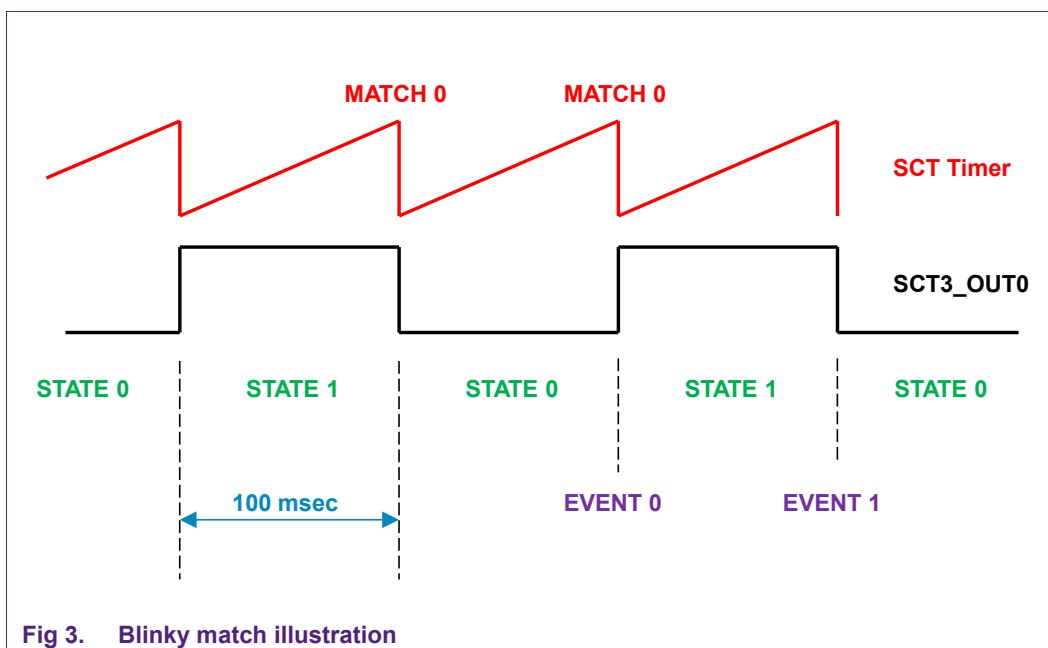 MATCH 0 MATCH 0
SCT Timer
SCT3_OUT0
STATE 0 STATE 1 STATE 0 STATE 1 STATE 0
100 msec EVENT 0 EVENT 1
Fig 3. Blinky match illustration